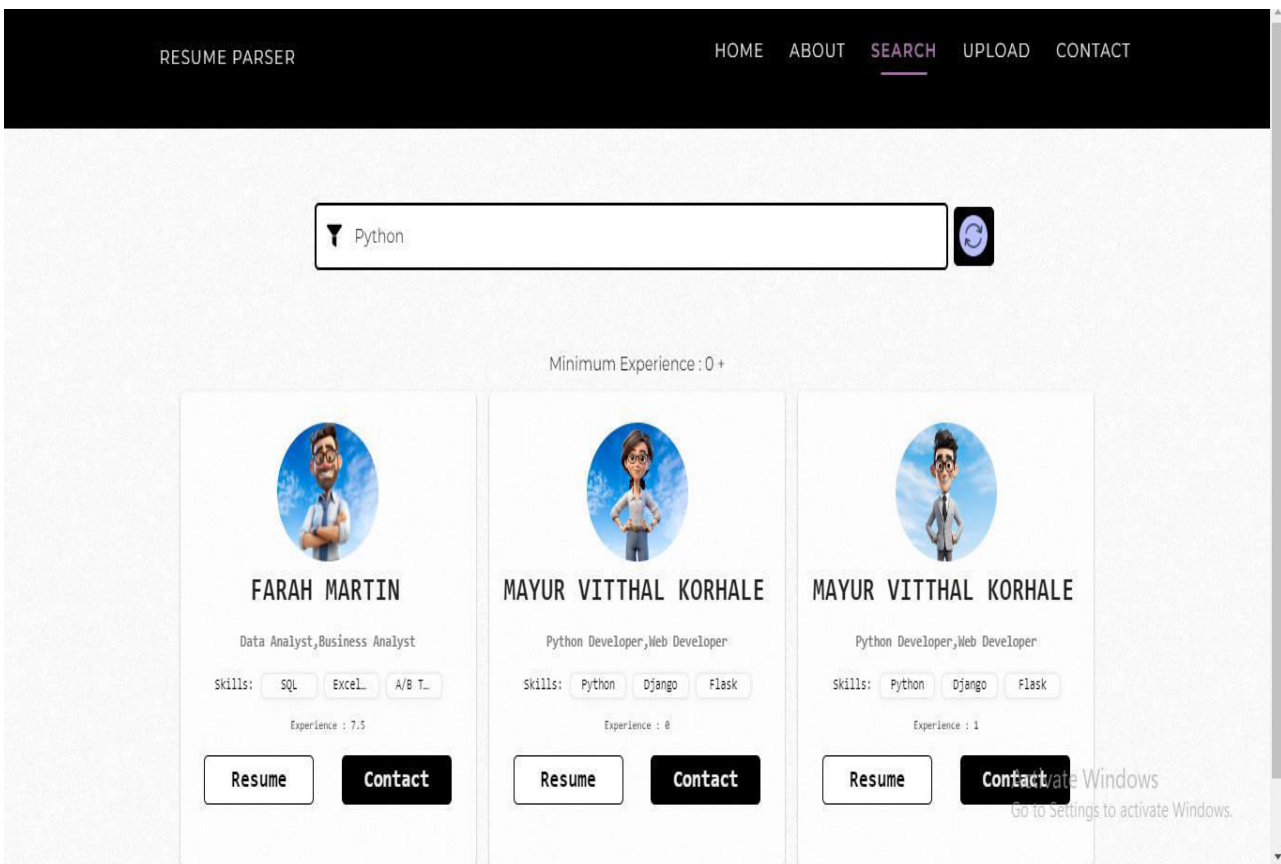 RESUME PARSER
HOME ABOUT SEARCH UPLOAD CONTACT
Python
Minimum Experience : 0 +
FARAH MARTIN
Data Analyst,Business Analyst
Skills: SQL Excel… A/B T…
Experience : 7.5
Resume Contact
MAYUR VITTHAL KORHALE
Python Developer,Web Developer
Skills: Python Django Flask
Experience : 0
Resume Contact
MAYUR VITTHAL KORHALE
Python Developer,Web Developer
Skills: Python Django Flask
Experience : 1
Resume Contact
Activate Windows
Go to Settings to activate Windows.